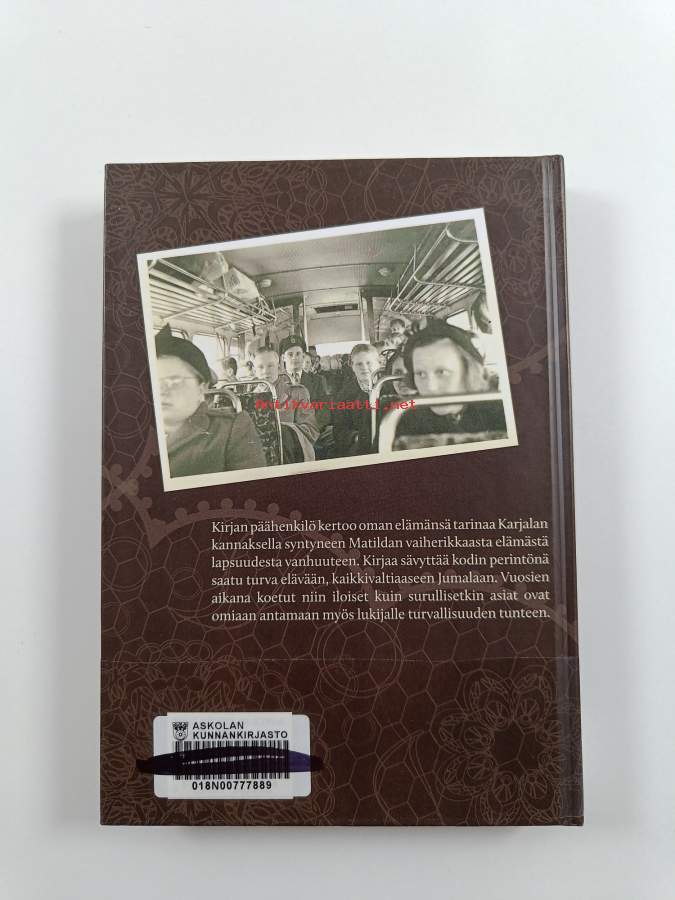 Antikvariaatti.net
Kirjan päähenkilö kertoo oman elämänsä tarinaa Karjalan
kannaksella syntyneen Matildan vaiherikkaasta elämästä
lapsuudesta vanhuuteen. Kirjaa sävyttää kodin perintönä
saatu turva elävään, kaikkivaltiaaseen Jumalaan. Vuosien
aikana koetut niin iloiset kuin surullisetkin asiat ovat
omiaan antamaan myös lukijalle turvallisuuden tunteen.
ASKOLAN
KUNNANKIRJASTO
018N00777889